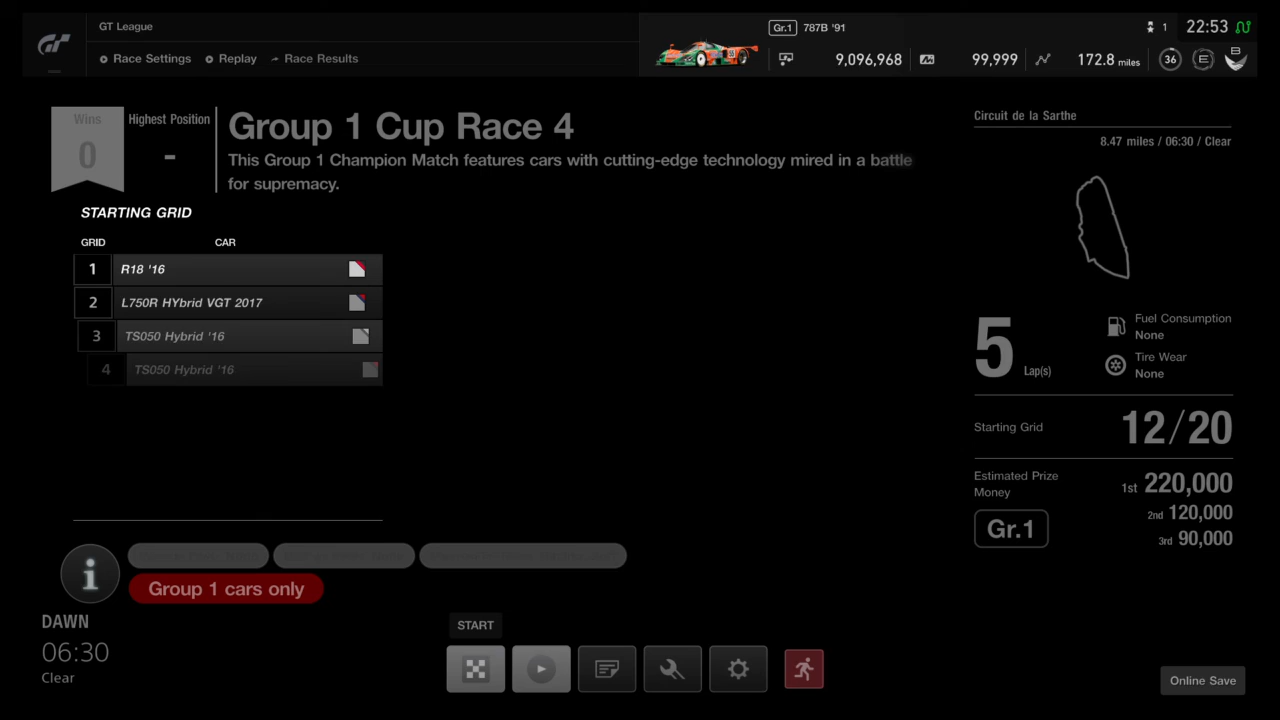 GT League
Race Settings
Replay
Race Results
Gr.1 787B '91
9,096,968
99,999
172.8 miles
1
22:53
36
E
B
Wins
0
Highest Position
-
Group 1 Cup Race 4
This Group 1 Champion Match features cars with cutting-edge technology mired in a battle
for supremacy.
STARTING GRID
GRID CAR
1 R18 '16
2 L750R HYbrid VGT 2017
3 TS050 Hybrid '16
4 TS050 Hybrid '16
Circuit de la Sarthe
8.47 miles / 06:30 / Clear
5 Lap(s)
Fuel Consumption
None
Tire Wear
None
Starting Grid 12/20
Estimated Prize
Money
1st 220,000
2nd 120,000
3rd 90,000
Gr.1
i
Group 1 cars only
DAWN
06:30
Clear
START
Online Save